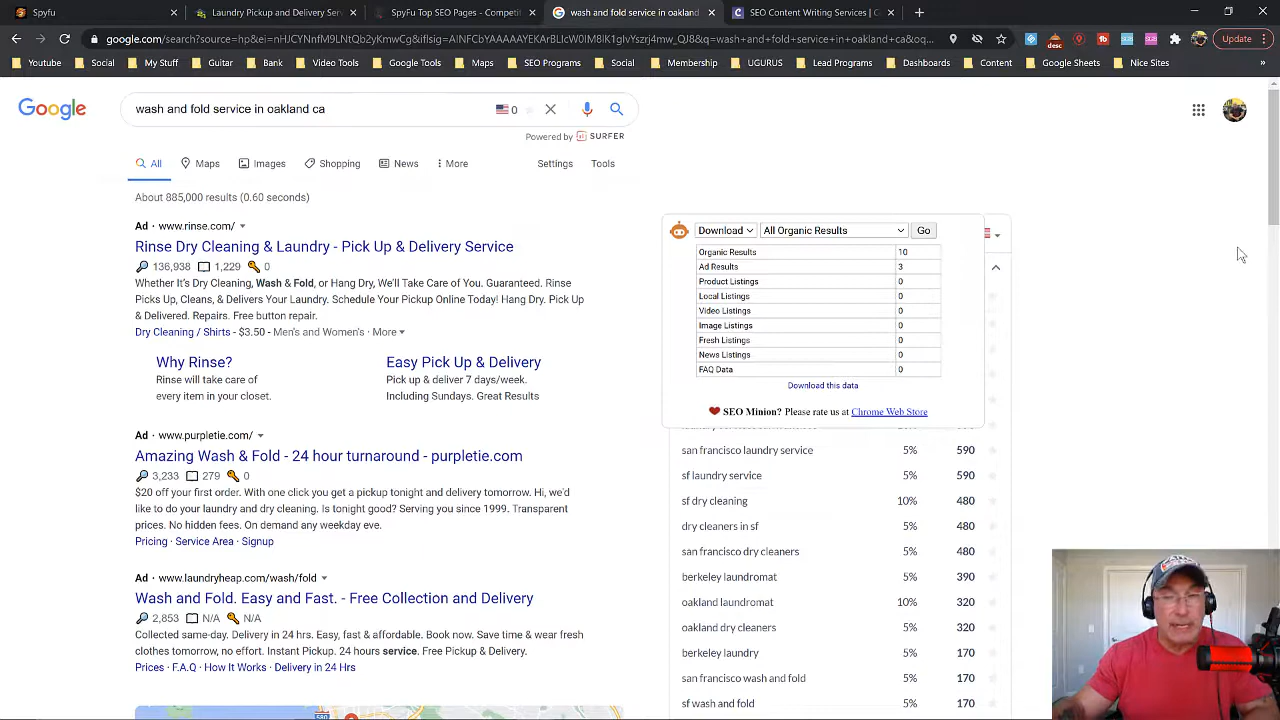 Spyfu
Laundry Pickup and Delivery Serv
SpyFu Top SEO Pages - Competit
wash and fold service in oakland
SEO Content Writing Services | C
google.com/search?source=hp&ei=nHJCYNnfM9LNtQb2yKmwCg&iflsig=AINFCbYAAAAAYEKArBLlcW0lM8lK1glvYszrj4mw_QJ8&q=wash+and+fold+service+in+oakland+ca&oq...
desc
Update
Youtube
Social
My Stuff
Guitar
Bank
Video Tools
Google Tools
Maps
SEO Programs
Social
Membership
UGURUS
Lead Programs
Dashboards
Content
Google Sheets
Nice Sites
»
Google
wash and fold service in oakland ca
0
Powered by SURFER
All
Maps
Images
Shopping
News
More
Settings
Tools
About 885,000 results (0.60 seconds)
Ad · www.rinse.com/
Rinse Dry Cleaning & Laundry - Pick Up & Delivery Service
136,938 1,229 0
Whether It's Dry Cleaning, Wash & Fold, or Hang Dry, We'll Take Care of You. Guaranteed. Rinse
Picks Up, Cleans, & Delivers Your Laundry. Schedule Your Pickup Online Today! Hang Dry. Pick Up
& Delivered. Repairs. Free button repair.
Dry Cleaning / Shirts - $3.50 - Men's and Women's · More
Why Rinse?
Rinse will take care of
every item in your closet.
Easy Pick Up & Delivery
Pick up & deliver 7 days/week.
Including Sundays. Great Results
Ad · www.purpletie.com/
Amazing Wash & Fold - 24 hour turnaround - purpletie.com
3,233 279 0
$20 off your first order. With one click you get a pickup tonight and delivery tomorrow. Hi, we'd
like to do your laundry and dry cleaning. Is tonight good? Serving you since 1999. Transparent
prices. No hidden fees. On demand any weekday eve.
Pricing · Service Area · Signup
Ad · www.laundryheap.com/wash/fold
Wash and Fold. Easy and Fast. - Free Collection and Delivery
2,853 N/A N/A
Collected same-day. Delivery in 24 hrs. Easy, fast & affordable. Book now. Save time & wear fresh
clothes tomorrow, no effort. Instant Pickup. 24 hours service. Free Pickup & Delivery.
Prices · F.A.Q · How It Works · Delivery in 24 Hrs
Download
All Organic Results
Go
Organic Results 10
Ad Results 3
Product Listings 0
Local Listings 0
Video Listings 0
Image Listings 0
Fresh Listings 0
News Listings 0
FAQ Data 0
Download this data
SEO Minion? Please rate us at Chrome Web Store
san francisco laundry service 5% 590
sf laundry service 5% 590
sf dry cleaning 10% 480
dry cleaners in sf 5% 480
san francisco dry cleaners 5% 480
berkeley laundromat 5% 390
oakland laundromat 10% 320
oakland dry cleaners 5% 320
berkeley laundry 5% 170
san francisco wash and fold 5% 170
sf wash and fold 5% 170